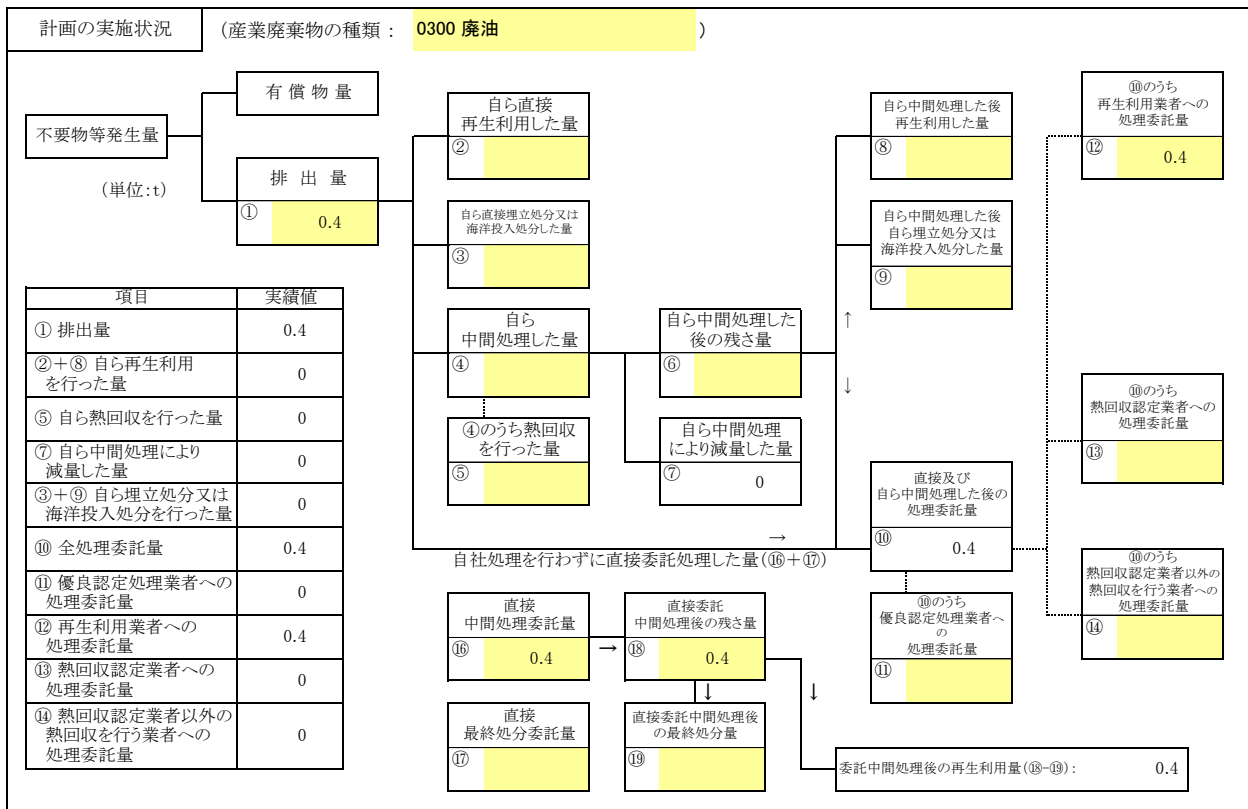 計画の実施状況
(産業廃棄物の種類： 0300 廃油 )
不要物等発生量
(単位:t)
有 償 物 量
排 出 量
① 0.4
自ら直接
再生利用した量
②
自ら直接埋立処分又は
海洋投入処分した量
③
自ら
中間処理した量
④
④のうち熱回収
を行った量
⑤
自ら中間処理した
後の残さ量
⑥
自ら中間処理
により減量した量
⑦ 0
自ら中間処理した後
再生利用した量
⑧
自ら中間処理した後
自ら埋立処分又は
海洋投入処分した量
⑨
↑
↓
直接及び
自ら中間処理した後の
処理委託量
⑩ 0.4
⑩のうち
再生利用業者への
処理委託量
⑫ 0.4
⑩のうち
熱回収認定業者への
処理委託量
⑬
⑩のうち
熱回収認定業者以外の
熱回収を行う業者への
処理委託量
⑭
→
自社処理を行わずに直接委託処理した量(⑯＋⑰)
直接
中間処理委託量
⑯ 0.4
→
直接委託
中間処理後の残さ量
⑱ 0.4
↓
↓
⑩のうち
優良認定処理業者へ
の
処理委託量
⑪
直接
最終処分委託量
⑰
直接委託中間処理後
の最終処分量
⑲
委託中間処理後の再生利用量(⑱-⑲)： 0.4
項目 実績値
① 排出量 0.4
②＋⑧ 自ら再生利用
を行った量 0
⑤ 自ら熱回収を行った量 0
⑦ 自ら中間処理により
減量した量 0
③＋⑨ 自ら埋立処分又は
海洋投入処分を行った量 0
⑩ 全処理委託量 0.4
⑪ 優良認定処理業者への
処理委託量 0
⑫ 再生利用業者への
処理委託量 0.4
⑬ 熱回収認定業者への
処理委託量 0
⑭ 熱回収認定業者以外の
熱回収を行う業者への
処理委託量 0